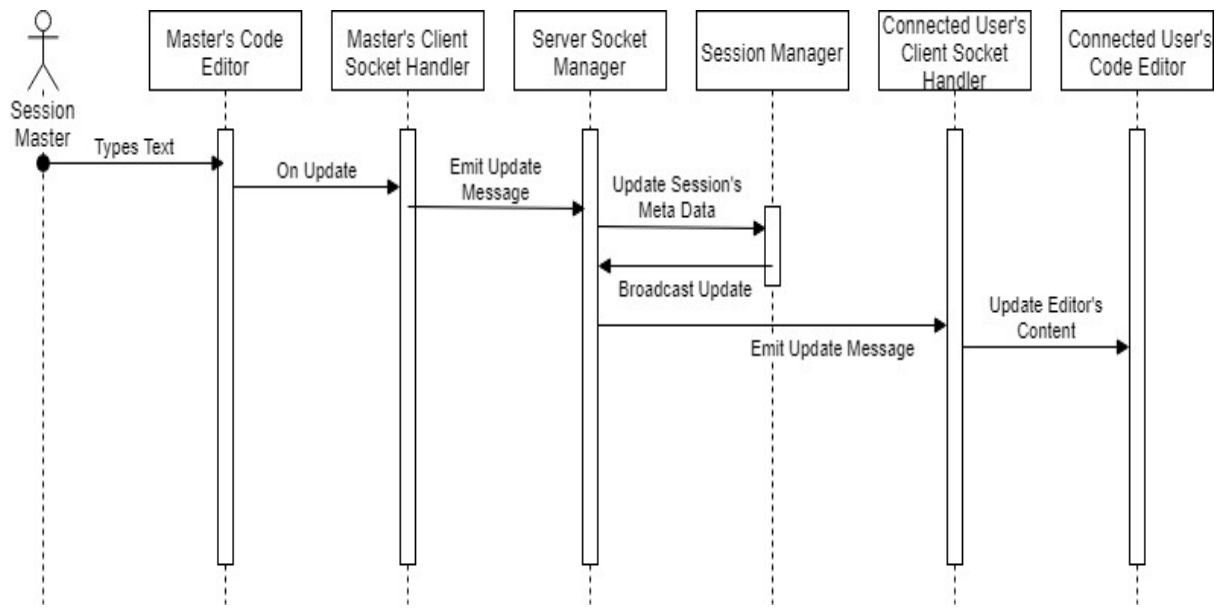 Master's Code
Editor
Master's Client
Socket Handler
Server Socket
Manager
Session Manager
Connected User's
Client Socket
Handler
Connected User's
Code Editor
Session
Master
Types Text
On Update
Emit Update
Message
Update Session's
Meta Data
Broadcast Update
Emit Update Message
Update Editor's
Content